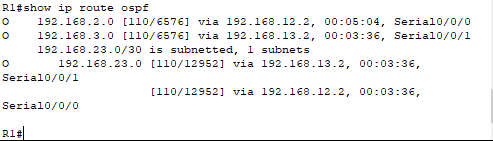 R1#show ip route ospf
O 192.168.2.0 [110/6576] via 192.168.12.2, 00:05:04, Serial0/0/0
O 192.168.3.0 [110/6576] via 192.168.13.2, 00:03:36, Serial0/0/1
192.168.23.0/30 is subnetted, 1 subnets
O 192.168.23.0 [110/12952] via 192.168.13.2, 00:03:36,
Serial0/0/1
[110/12952] via 192.168.12.2, 00:03:36,
Serial0/0/0
R1#